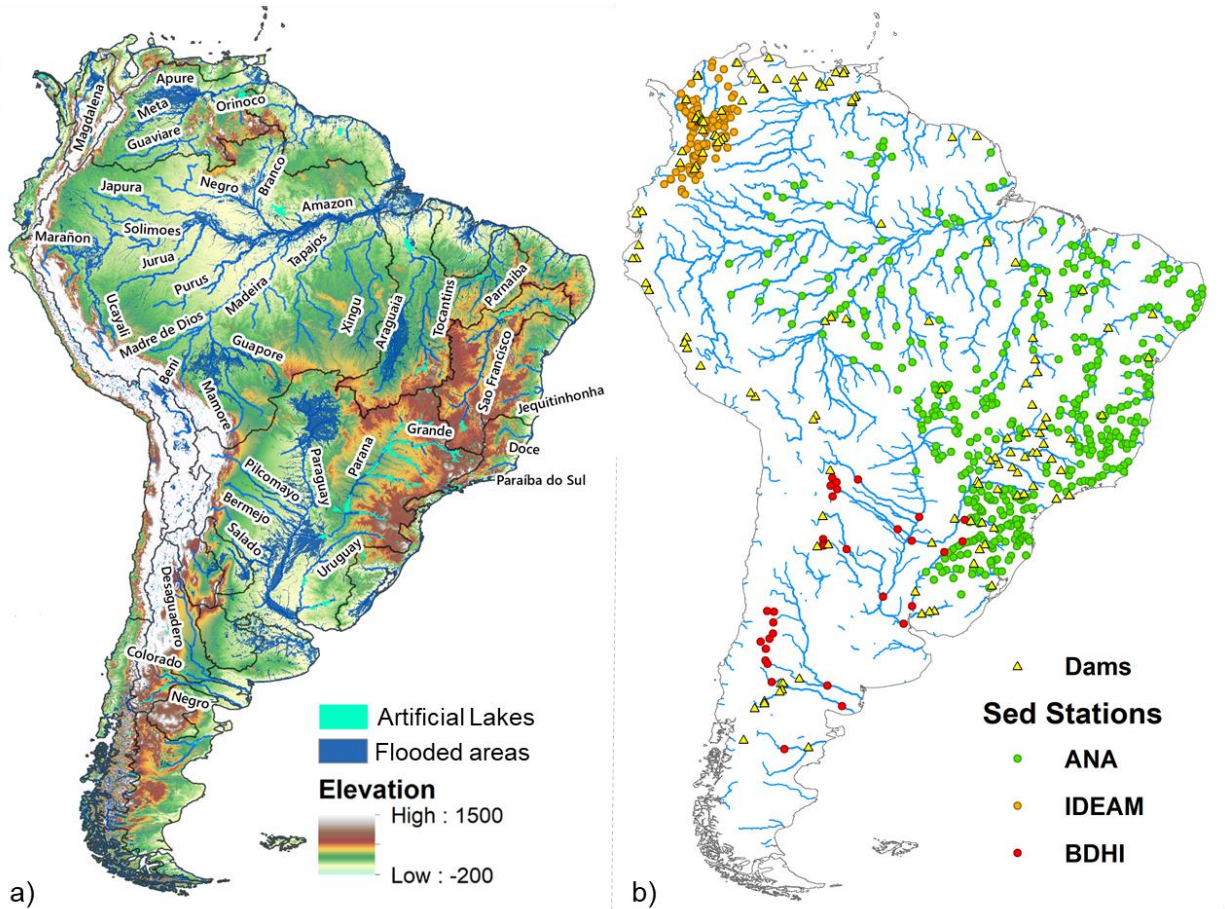 Apure
Magdalena
Meta
Orinoco
Guaviare
Negro
Branco
Japura
Amazon
Solimoes
Marañon
Jurua
Tapajos
Purus
Madeira
Parnaiba
Ucayali
Xingu
Araguaia
Tocantins
Madre de Dios
Guapore
Sao Francisco
Beni
Mamore
Jequitinhonha
Grande
Doce
Parana
Paraguay
Pilcomayo
Paraíba do Sul
Bermejo
Salado
Uruguay
Desaguadero
Colorado
Negro
Artificial Lakes
Flooded areas
Elevation
High : 1500
Low : -200
a)
Dams
Sed Stations
ANA
IDEAM
BDHI
b)